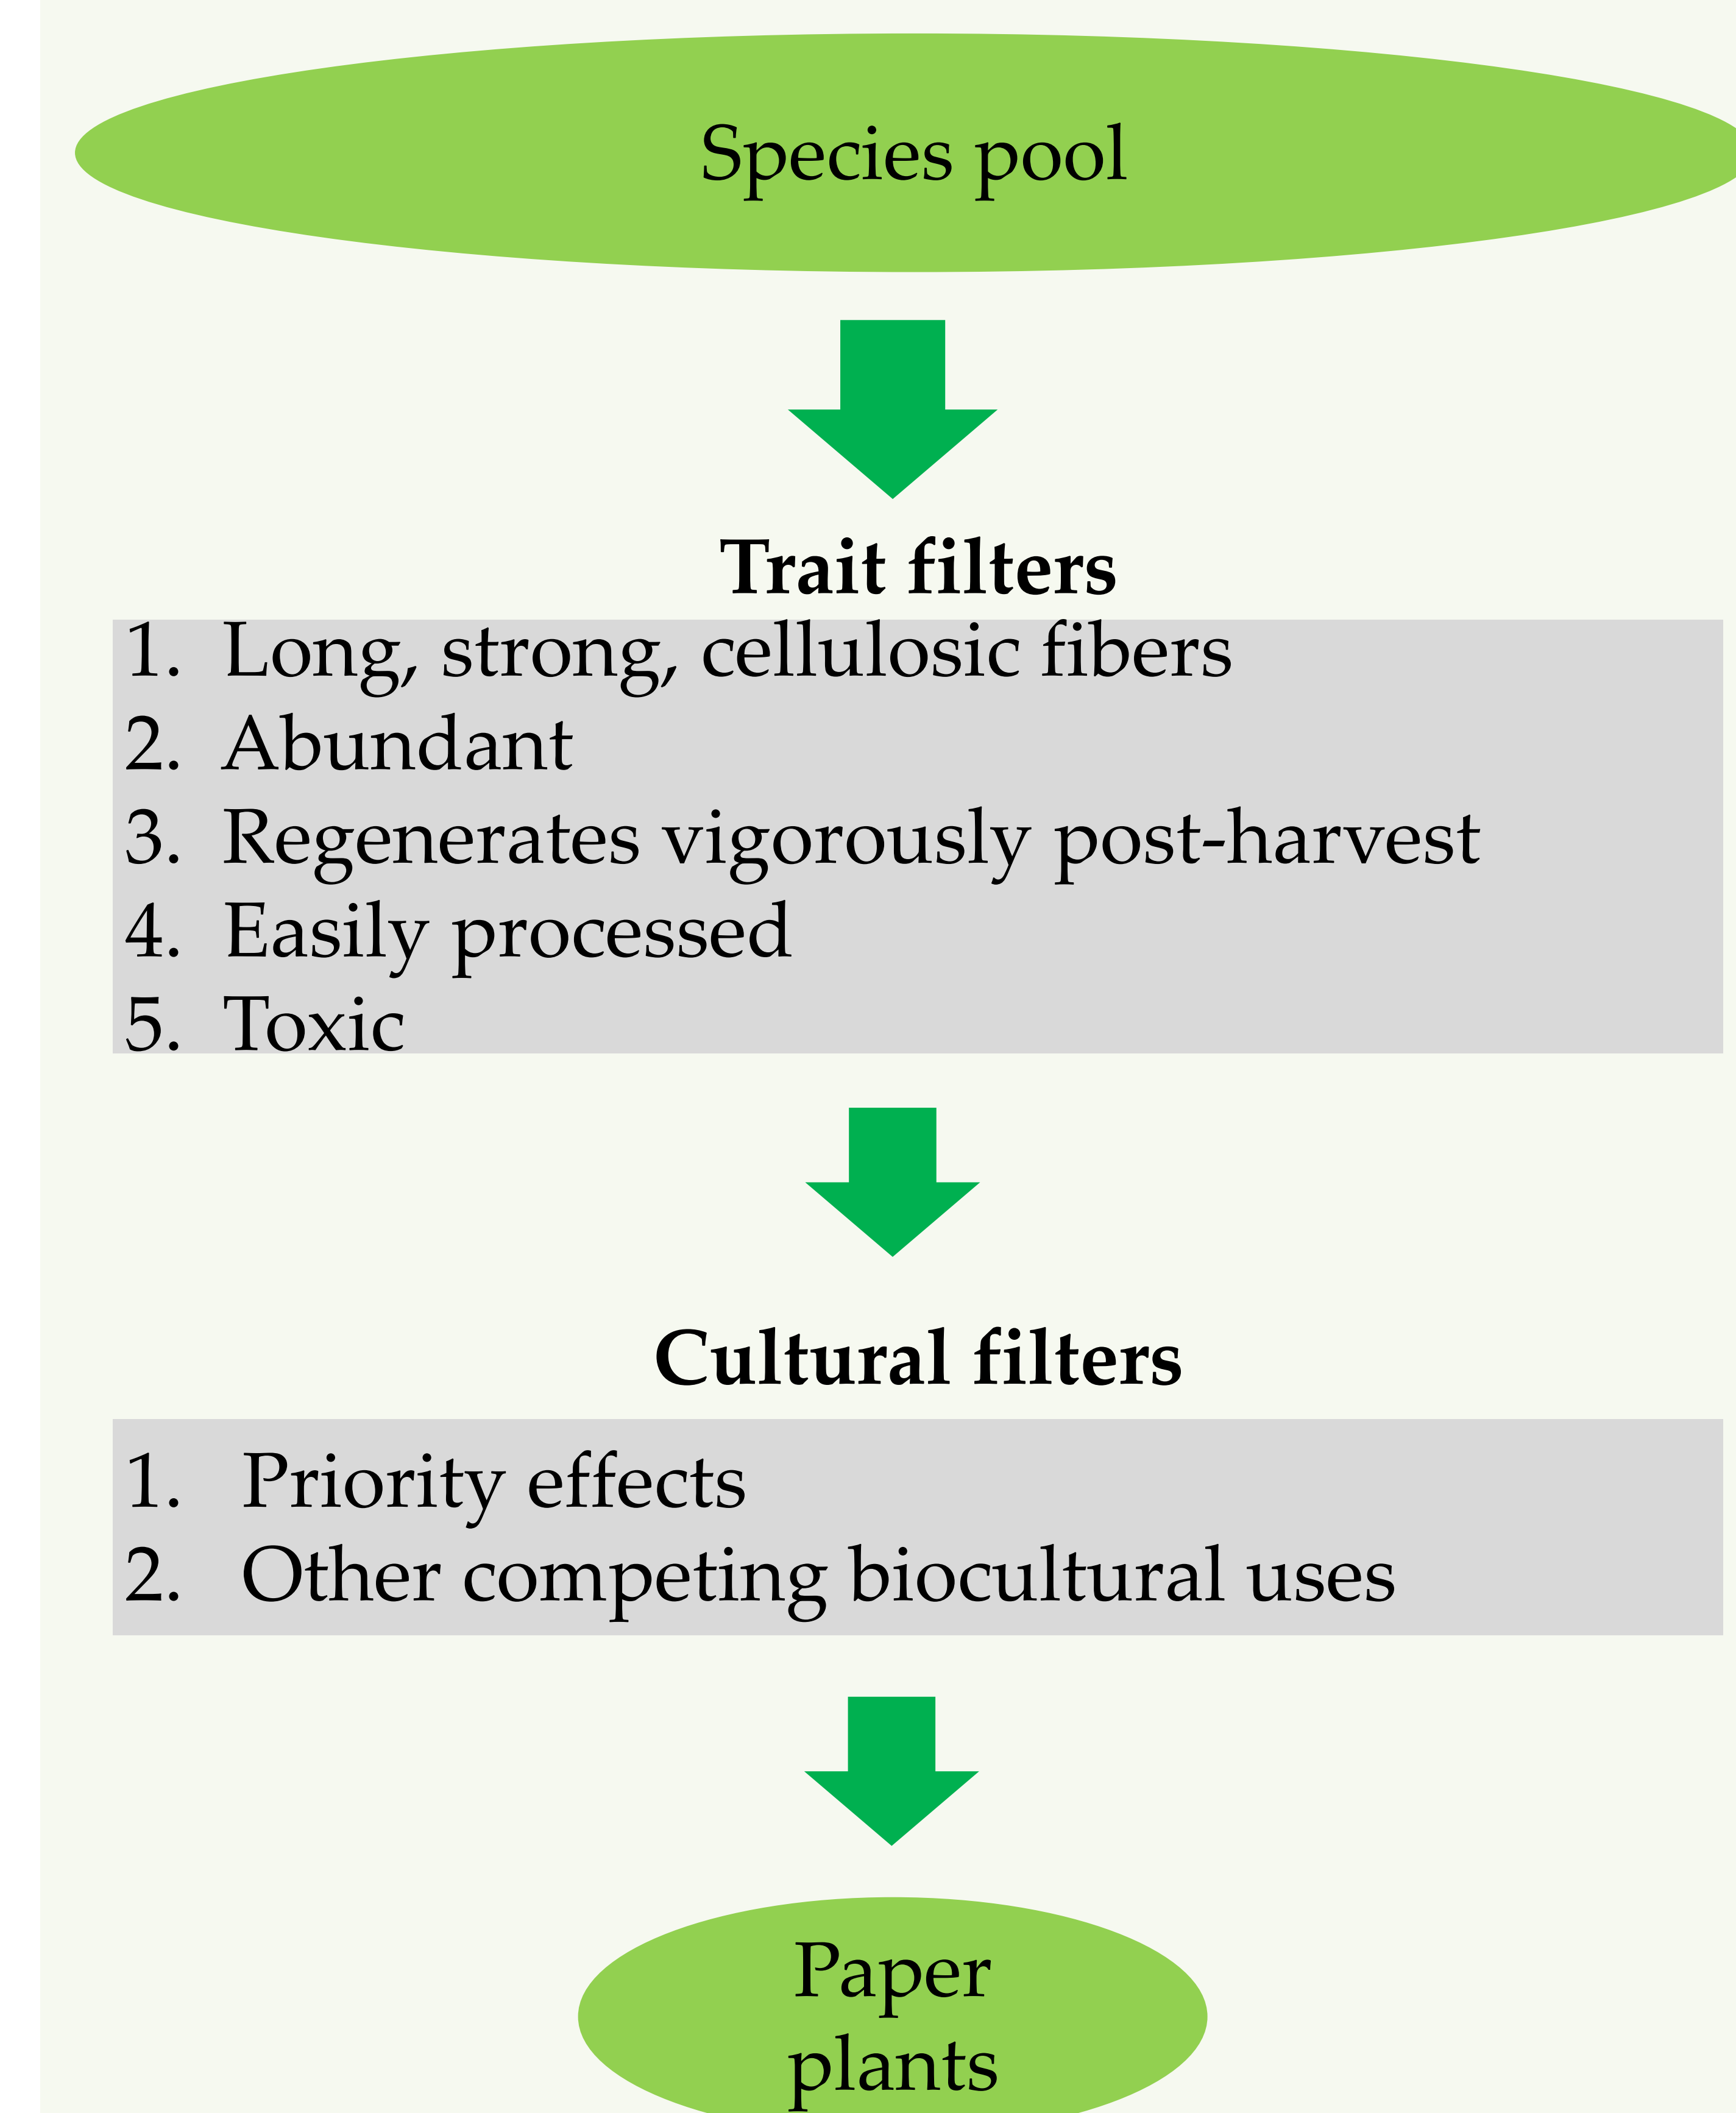 Species pool
Trait filters
1. Long, strong, cellulosic fibers
2. Abundant
3. Regenerates vigorously post-harvest
4. Easily processed
5. Toxic
Cultural filters
1. Priority effects
2. Other competing biocultural uses
Paper
plants